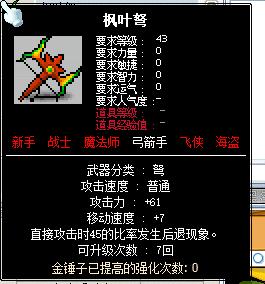 枫叶弩
要求等级： 43
要求力量： 0
要求敏捷： 0
要求智力： 0
要求运气： 0
要求人气度： -
道具等级： -
道具经验值： -
新手 战士 魔法师 弓箭手 飞侠 海盗
武器分类 : 弩
攻击速度 : 普通
攻击力 : +61
移动速度 : +7
直接攻击时45的比率发生后退现象。
可升级次数 : 7回
金锤子已提高的强化次数: 0